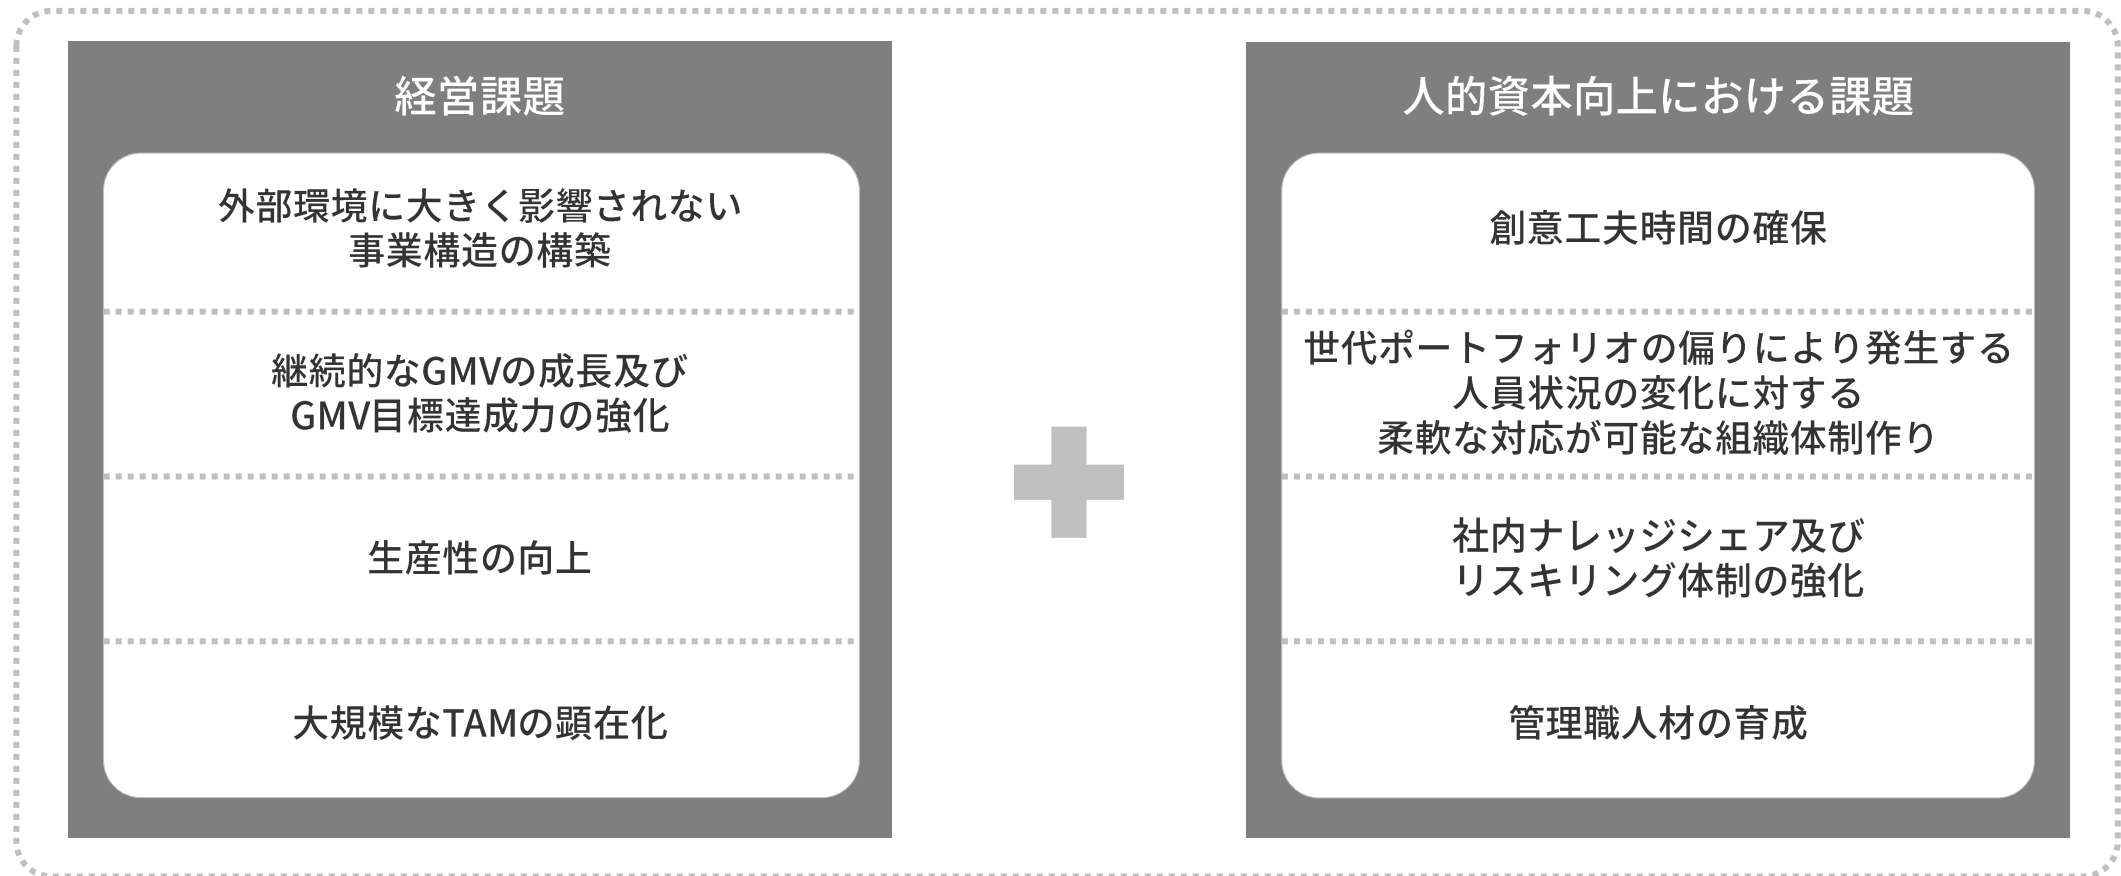 経営課題
外部環境に大きく影響されない
事業構造の構築
継続的なGMVの成長及び
GMV目標達成力の強化
生産性の向上
大規模なTAMの顕在化
人的資本向上における課題
創意工夫時間の確保
世代ポートフォリオの偏りにより発生する
人員状況の変化に対する
柔軟な対応が可能な組織体制作り
社内ナレッジシェア及び
リスキリング体制の強化
管理職人材の育成